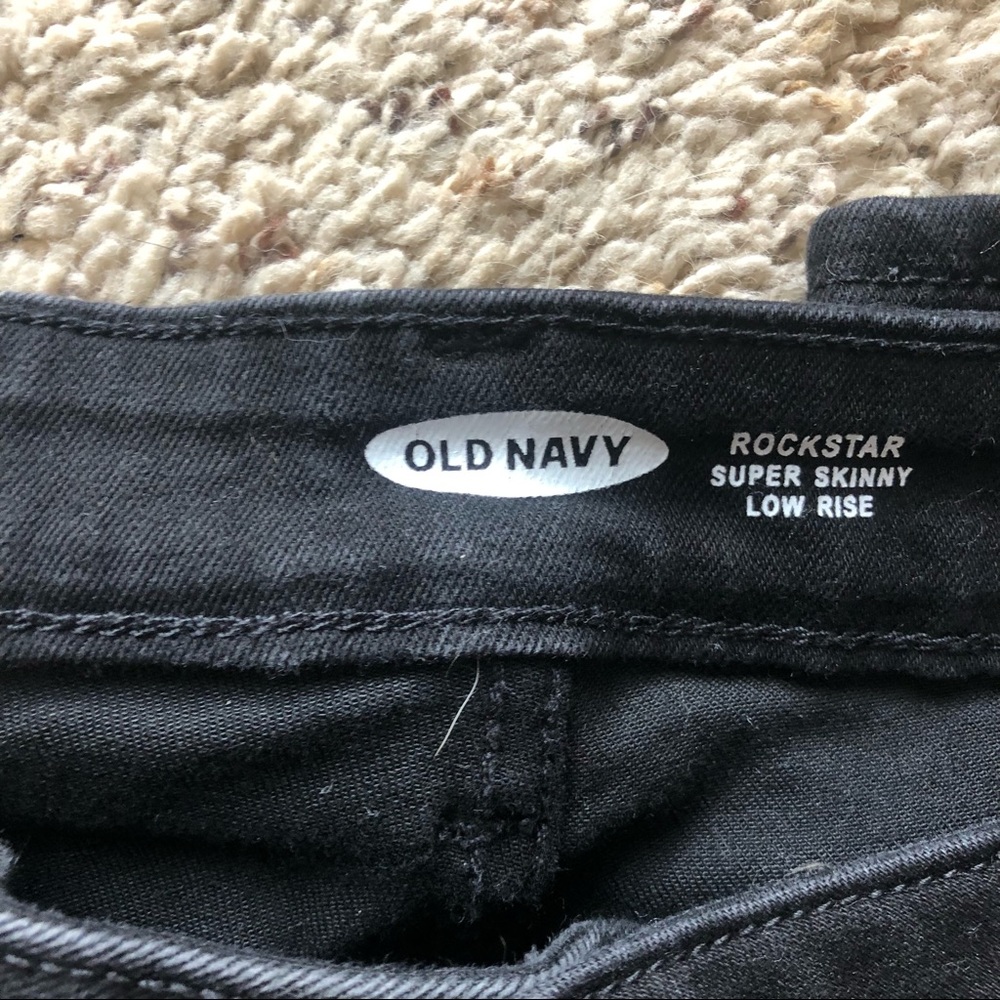 OLD NAVY
ROCKSTAR
SUPER SKINNY
LOW RISE